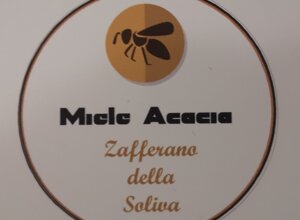 Miele Acacia
Zafferano
della
Soliva